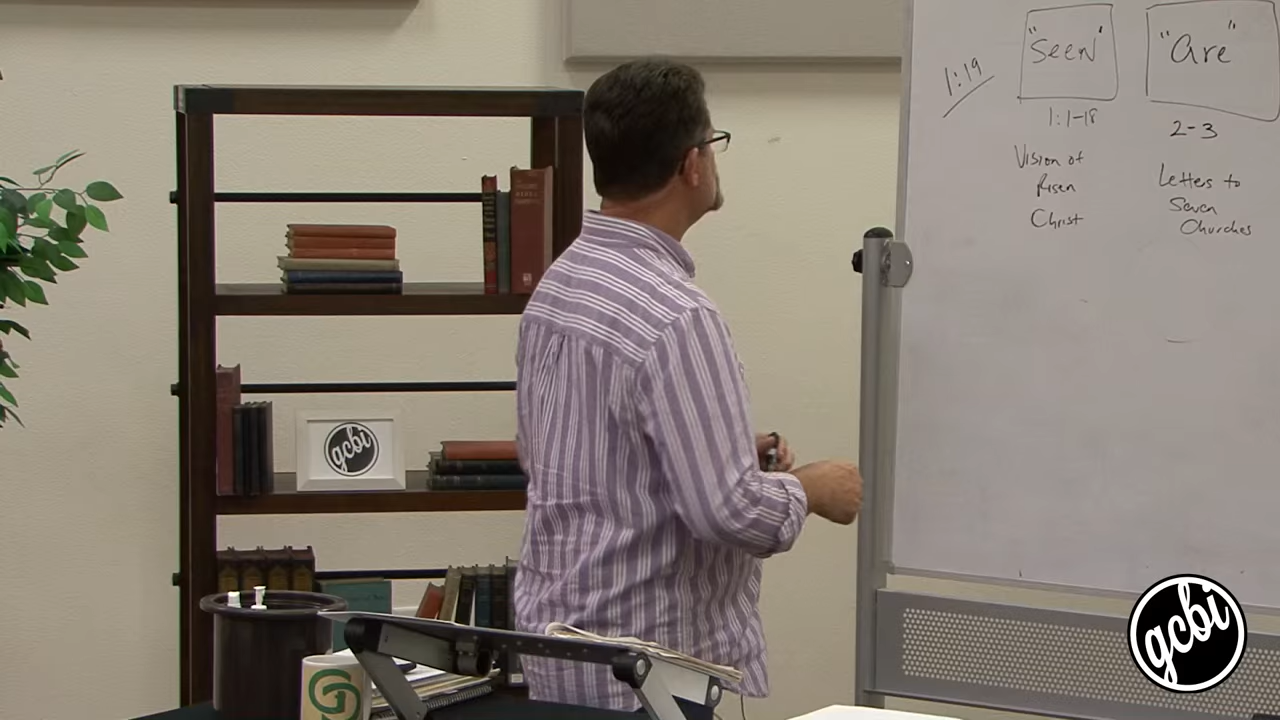 1:19
"Seen"
1:1-18
Vision of
Risen
Christ
"are"
2-3
Letters to
Seven
Churches
gcbi
gcbi